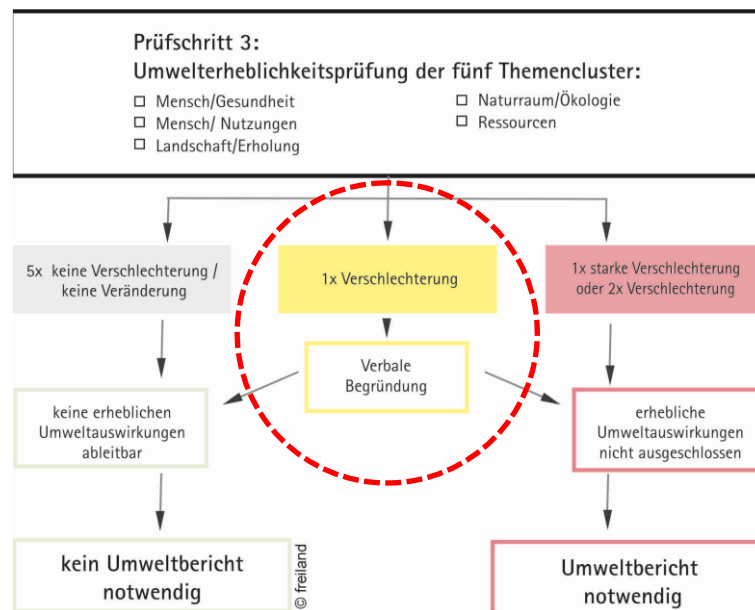 Prüfschritt 3:
Umwelterheblichkeitsprüfung der fünf Themencluster:
Mensch/Gesundheit
Mensch/ Nutzungen
Landschaft/Erholung
Naturraum/Ökologie
Ressourcen
5x keine Verschlechterung /
keine Veränderung
1x Verschlechterung
1x starke Verschlechterung
oder 2x Verschlechterung
Verbale
Begründung
keine erheblichen
Umweltauswirkungen
ableitbar
erhebliche
Umweltauswirkungen
nicht ausgeschlossen
kein Umweltbericht
notwendig
© freiland
Umweltbericht
notwendig